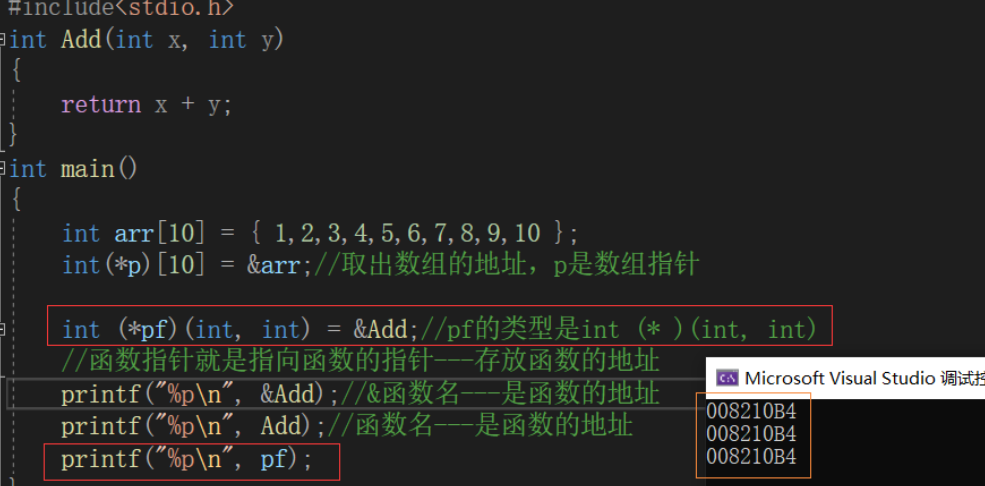 #include<stdio.h>
int Add(int x, int y)
{
return x + y;
}
int main()
{
int arr[10] = { 1,2,3,4,5,6,7,8,9,10 };
int(*p)[10] = &arr;//取出数组的地址，p是数组指针
int (*pf)(int, int) = &Add;//pf的类型是int (* )(int, int)
//函数指针就是指向函数的指针---存放函数的地址
printf("%p\n", &Add);//&函数名---是函数的地址
printf("%p\n", Add);//函数名---是函数的地址
printf("%p\n", pf);
Microsoft Visual Studio 调试控
008210B4
008210B4
008210B4